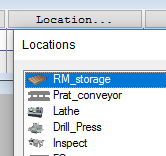 Location...
Locations
RM_storage
Prat_conveyor
Lathe
Drill_Press
Inspect